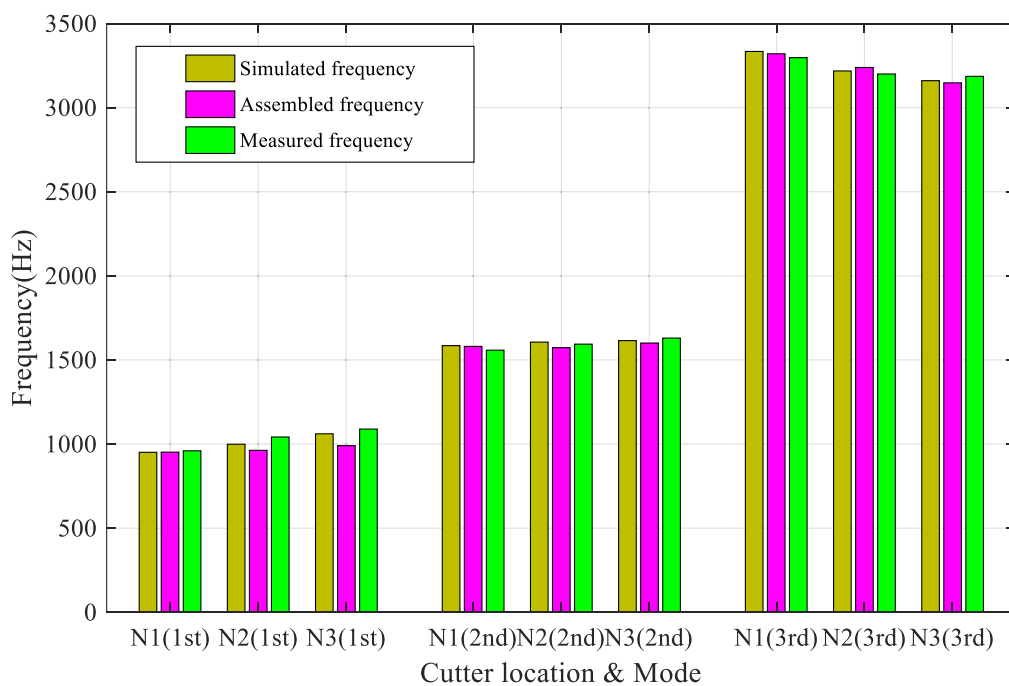 3500
3000
2500
2000
1500
1000
500
0
Frequency(Hz)
Simulated frequency
Assembled frequency
Measured frequency
N1(1st) N2(1st) N3(1st) N1(2nd) N2(2nd) N3(2nd) N1(3rd) N2(3rd) N3(3rd)
Cutter location & Mode